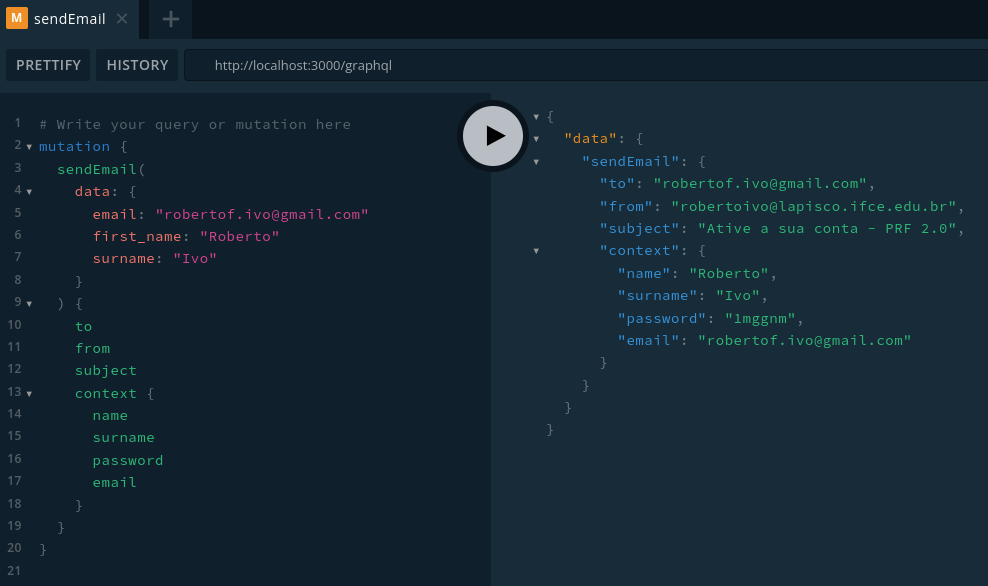 M sendEmail ✕ +
PRETTIFY HISTORY http://localhost:3000/graphql
1 # Write your query or mutation here
2 mutation {
3 sendEmail(
4 data: {
5 email: "robertof.ivo@gmail.com"
6 first_name: "Roberto"
7 surname: "Ivo"
8 }
9 ) {
10 to
11 from
12 subject
13 context {
14 name
15 surname
16 password
17 email
18 }
19 }
20 }
21
{
"data": {
"sendEmail": {
"to": "robertof.ivo@gmail.com",
"from": "robertoivo@lapisco.ifce.edu.br",
"subject": "Ative a sua conta - PRF 2.0",
"context": {
"name": "Roberto",
"surname": "Ivo",
"password": "1mggnm",
"email": "robertof.ivo@gmail.com"
}
}
}
}